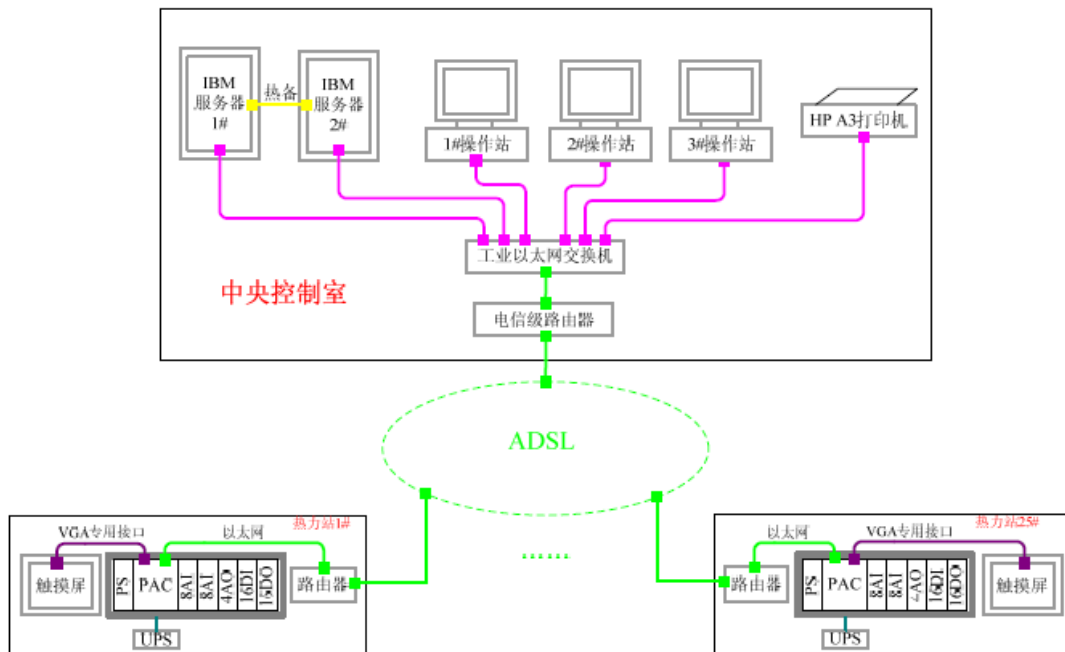 IBM
服务器
1#
热备
IBM
服务器
2#
1#操作站
2#操作站
3#操作站
HP A3打印机
工业以太网交换机
中央控制室
电信级路由器
ADSL
热力站1#
VGA专用接口
以太网
触摸屏
PS
PAC
8AI
8AI
4AO
16DI
16DO
路由器
UPS
......
热力站25#
以太网
VGA专用接口
路由器
PS
PAC
8AI
8AI
4AO
16DI
16DO
触摸屏
UPS